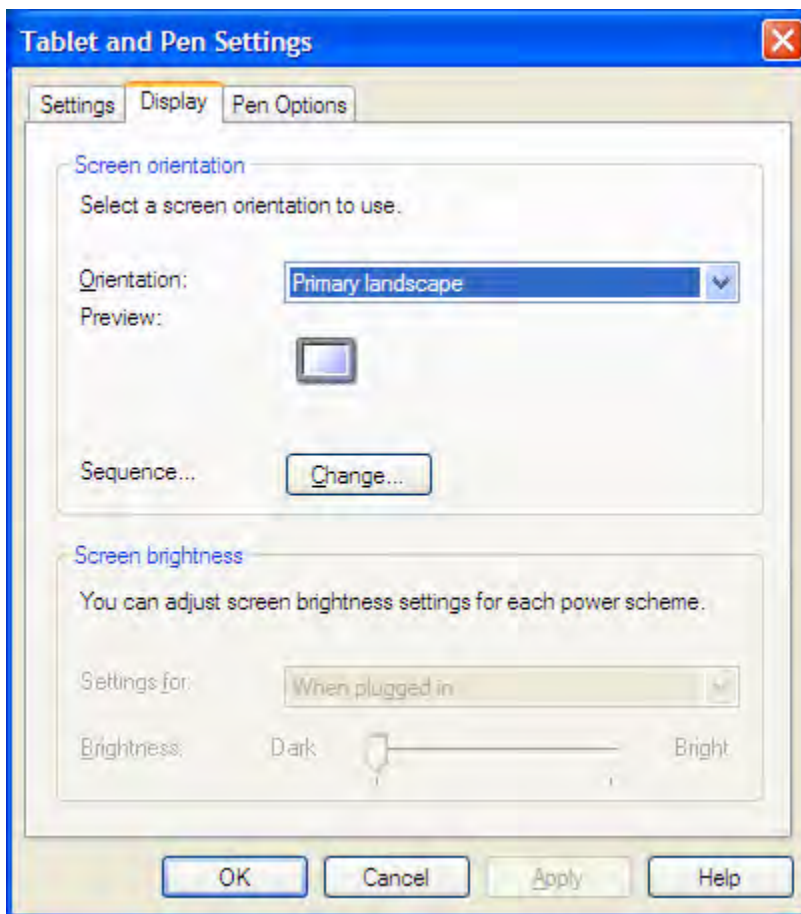 Tablet and Pen Settings
Settings Display Pen Options
Screen orientation
Select a screen orientation to use.
Orientation: Primary landscape
Preview:
Sequence... Change...
Screen brightness
You can adjust screen brightness settings for each power scheme.
Settings for: When plugged in
Brightness: Dark Bright
OK Cancel Apply Help